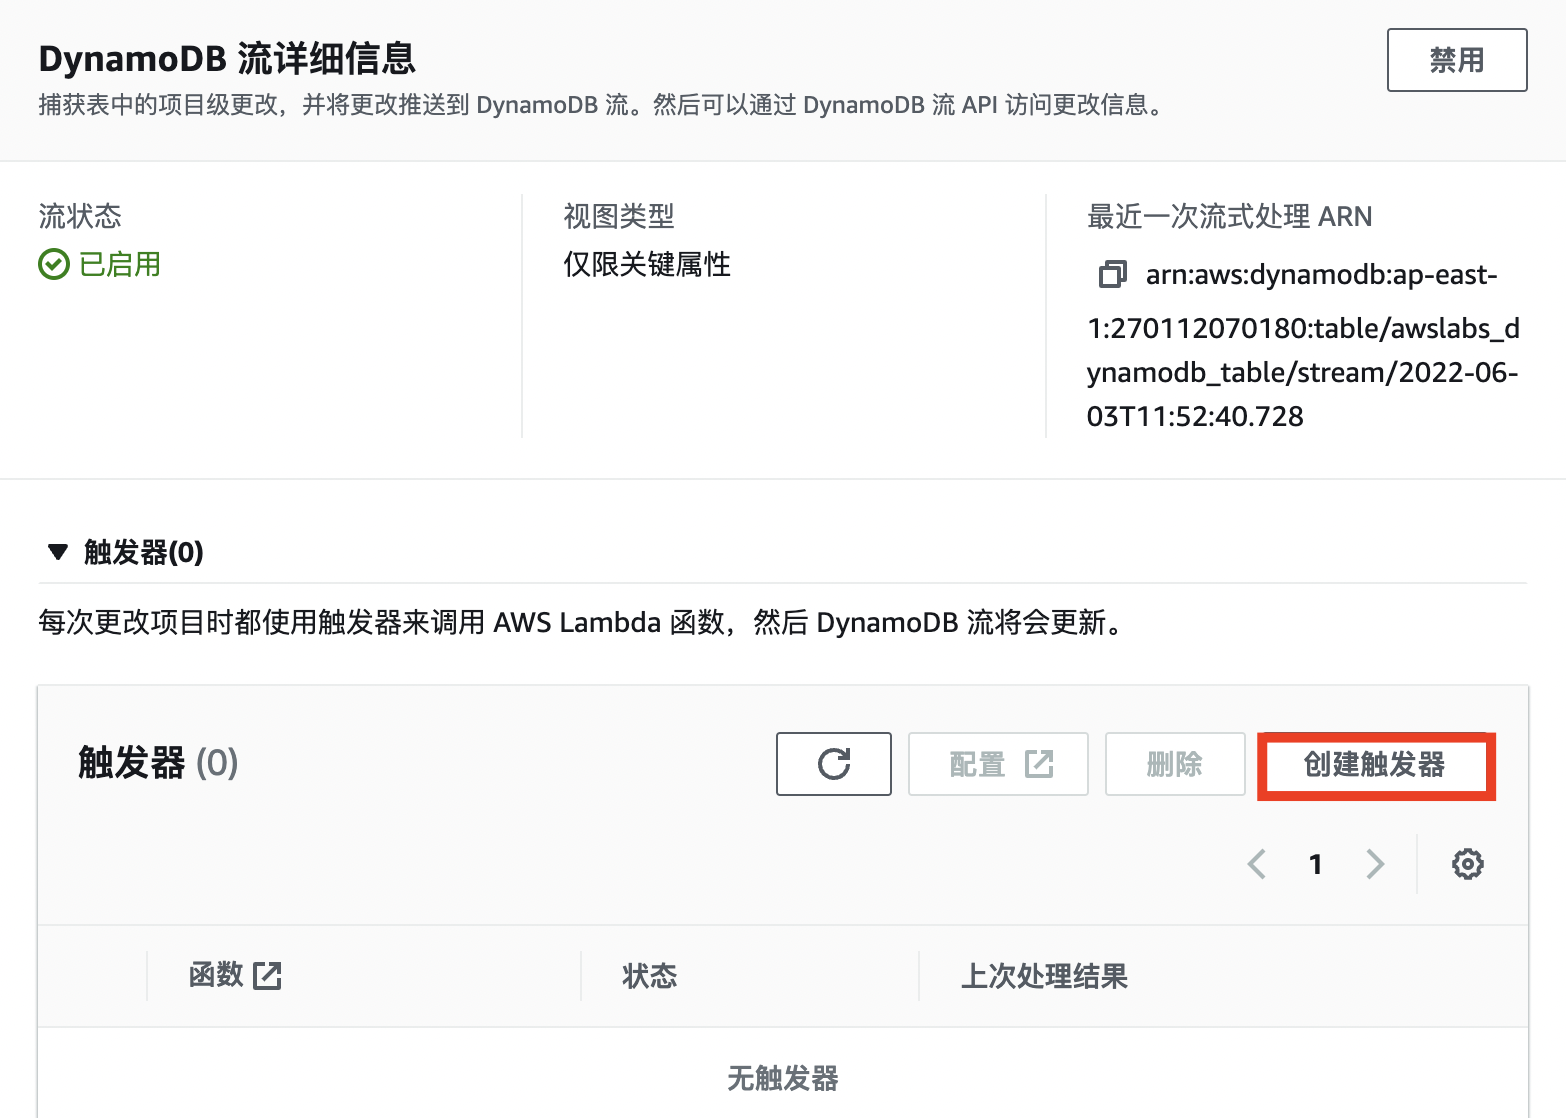 DynamoDB 流详细信息
禁用
捕获表中的项目级更改，并将更改推送到 DynamoDB 流。然后可以通过 DynamoDB 流 API 访问更改信息。
流状态
已启用
视图类型
仅限关键属性
最近一次流式处理 ARN
arn:aws:dynamodb:ap-east-
1:270112070180:table/awslabs_d
ynamodb_table/stream/2022-06-
03T11:52:40.728
触发器(0)
每次更改项目时都使用触发器来调用 AWS Lambda 函数，然后 DynamoDB 流将会更新。
触发器 (0)
配置
删除
创建触发器
1
函数
状态
上次处理结果
无触发器